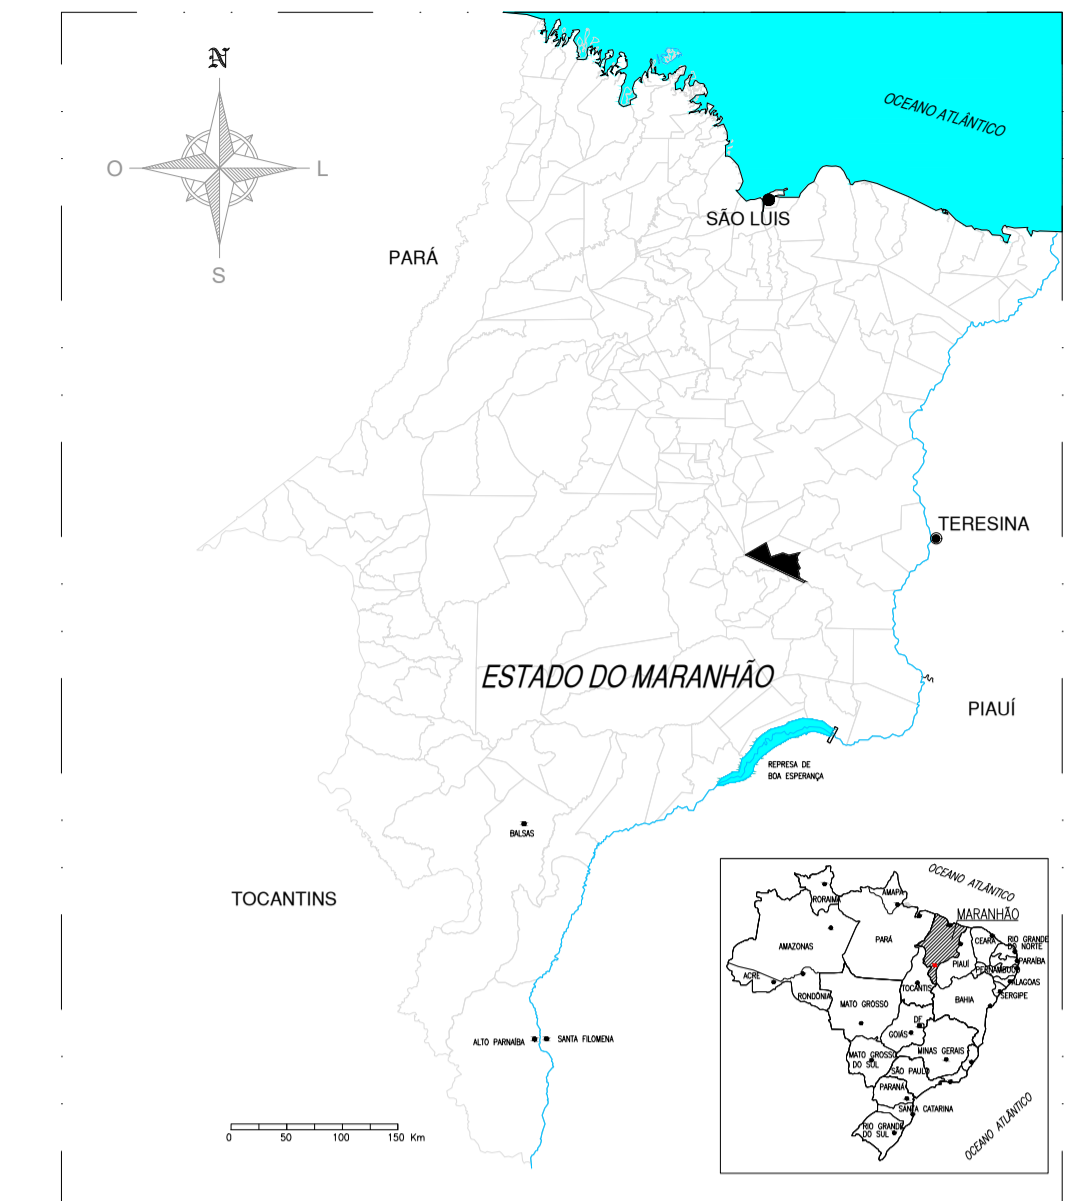 N
O
L
S
OCEANO ATLÂNTICO
SÃO LUIS
PARÁ
TERESINA
ESTADO DO MARANHÃO
PIAUÍ
REPRESA DE
BOA ESPERANÇA
BALSAS
TOCANTINS
ALTO PARNAÍBA
SANTA FILOMENA
0 50 100 150 Km
OCEANO ATLÂNTICO
RORAIMA
AMAPÁ
MARANHÃO
AMAZONAS
PARÁ
CEARÁ
RIO GRANDE
DO NORTE
PARAÍBA
PIAUÍ
PERNAMBUCO
ACRE
ALAGOAS
TOCANTIS
SERGIPE
RONDÔNIA
MATO GROSSO
BAHIA
DF
GOIÁS
MATO GROSSO
DO SUL
MINAS GERAIS
SÃO PAULO
PARANÁ
SANTA CATARINA
RIO GRANDE
DO SUL
OCEANO ATLÂNTICO